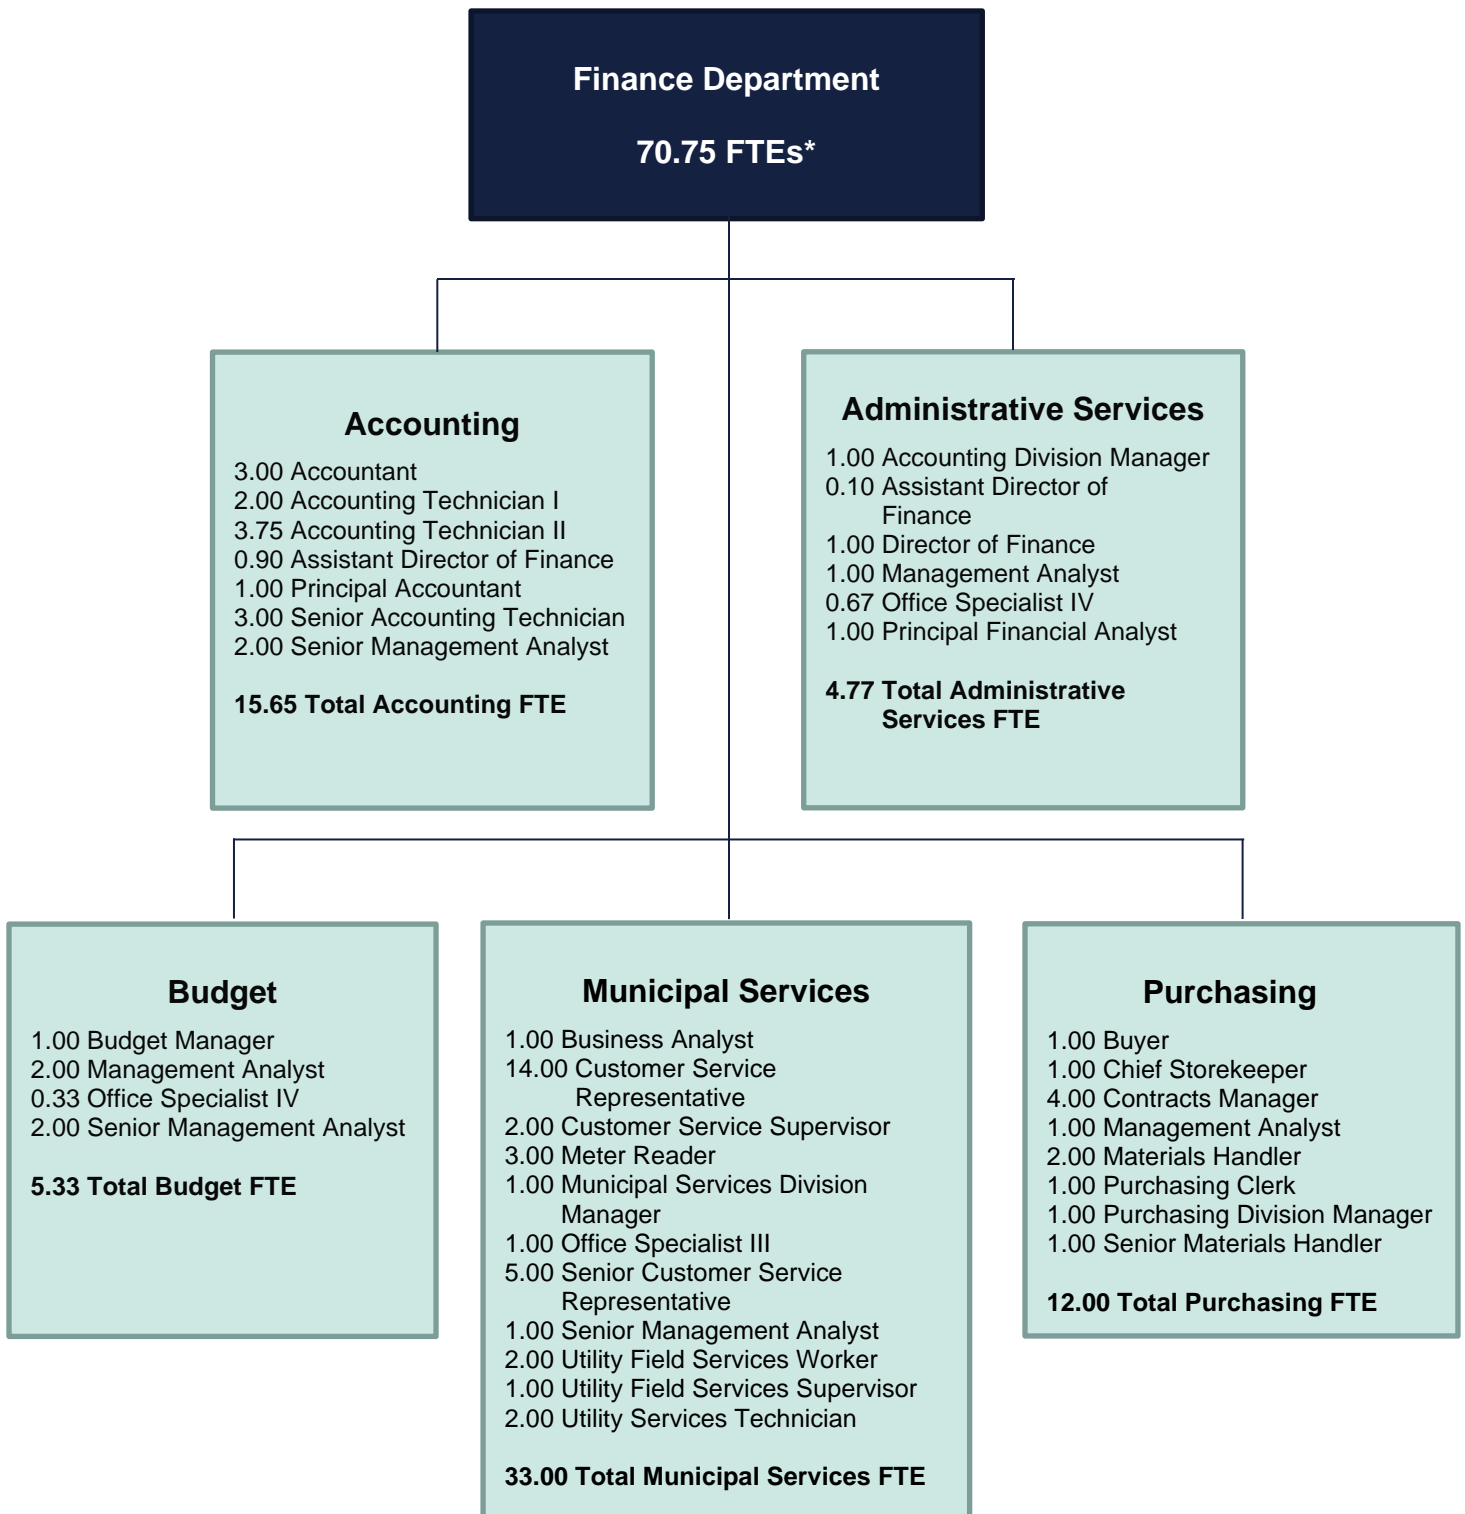 Finance Department
70.75 FTEs*
Accounting
3.00 Accountant
2.00 Accounting Technician I
3.75 Accounting Technician II
0.90 Assistant Director of Finance
1.00 Principal Accountant
3.00 Senior Accounting Technician
2.00 Senior Management Analyst
15.65 Total Accounting FTE
Administrative Services
1.00 Accounting Division Manager
0.10 Assistant Director of
Finance
1.00 Director of Finance
1.00 Management Analyst
0.67 Office Specialist IV
1.00 Principal Financial Analyst
4.77 Total Administrative
Services FTE
Budget
1.00 Budget Manager
2.00 Management Analyst
0.33 Office Specialist IV
2.00 Senior Management Analyst
5.33 Total Budget FTE
Municipal Services
1.00 Business Analyst
14.00 Customer Service
Representative
2.00 Customer Service Supervisor
3.00 Meter Reader
1.00 Municipal Services Division
Manager
1.00 Office Specialist III
5.00 Senior Customer Service
Representative
1.00 Senior Management Analyst
2.00 Utility Field Services Worker
1.00 Utility Field Services Supervisor
2.00 Utility Services Technician
33.00 Total Municipal Services FTE
Purchasing
1.00 Buyer
1.00 Chief Storekeeper
4.00 Contracts Manager
1.00 Management Analyst
2.00 Materials Handler
1.00 Purchasing Clerk
1.00 Purchasing Division Manager
1.00 Senior Materials Handler
12.00 Total Purchasing FTE